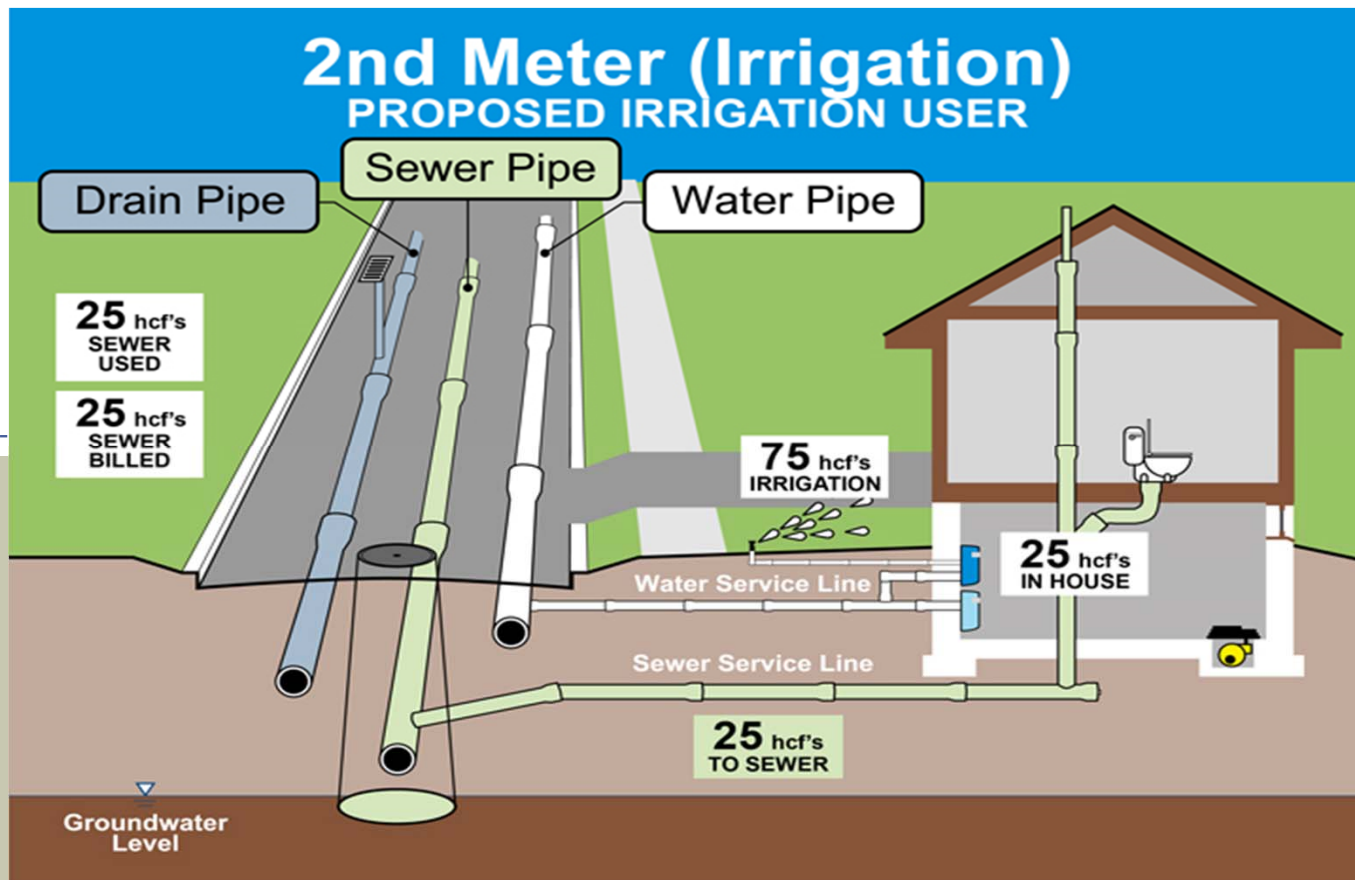 2nd Meter (Irrigation)
PROPOSED IRRIGATION USER
Drain Pipe
Sewer Pipe
Water Pipe
25 hcf's
SEWER
USED
25 hcf's
SEWER
BILLED
75 hcf's
IRRIGATION
25 hcf's
IN HOUSE
Water Service Line
Sewer Service Line
25 hcf's
TO SEWER
Groundwater
Level